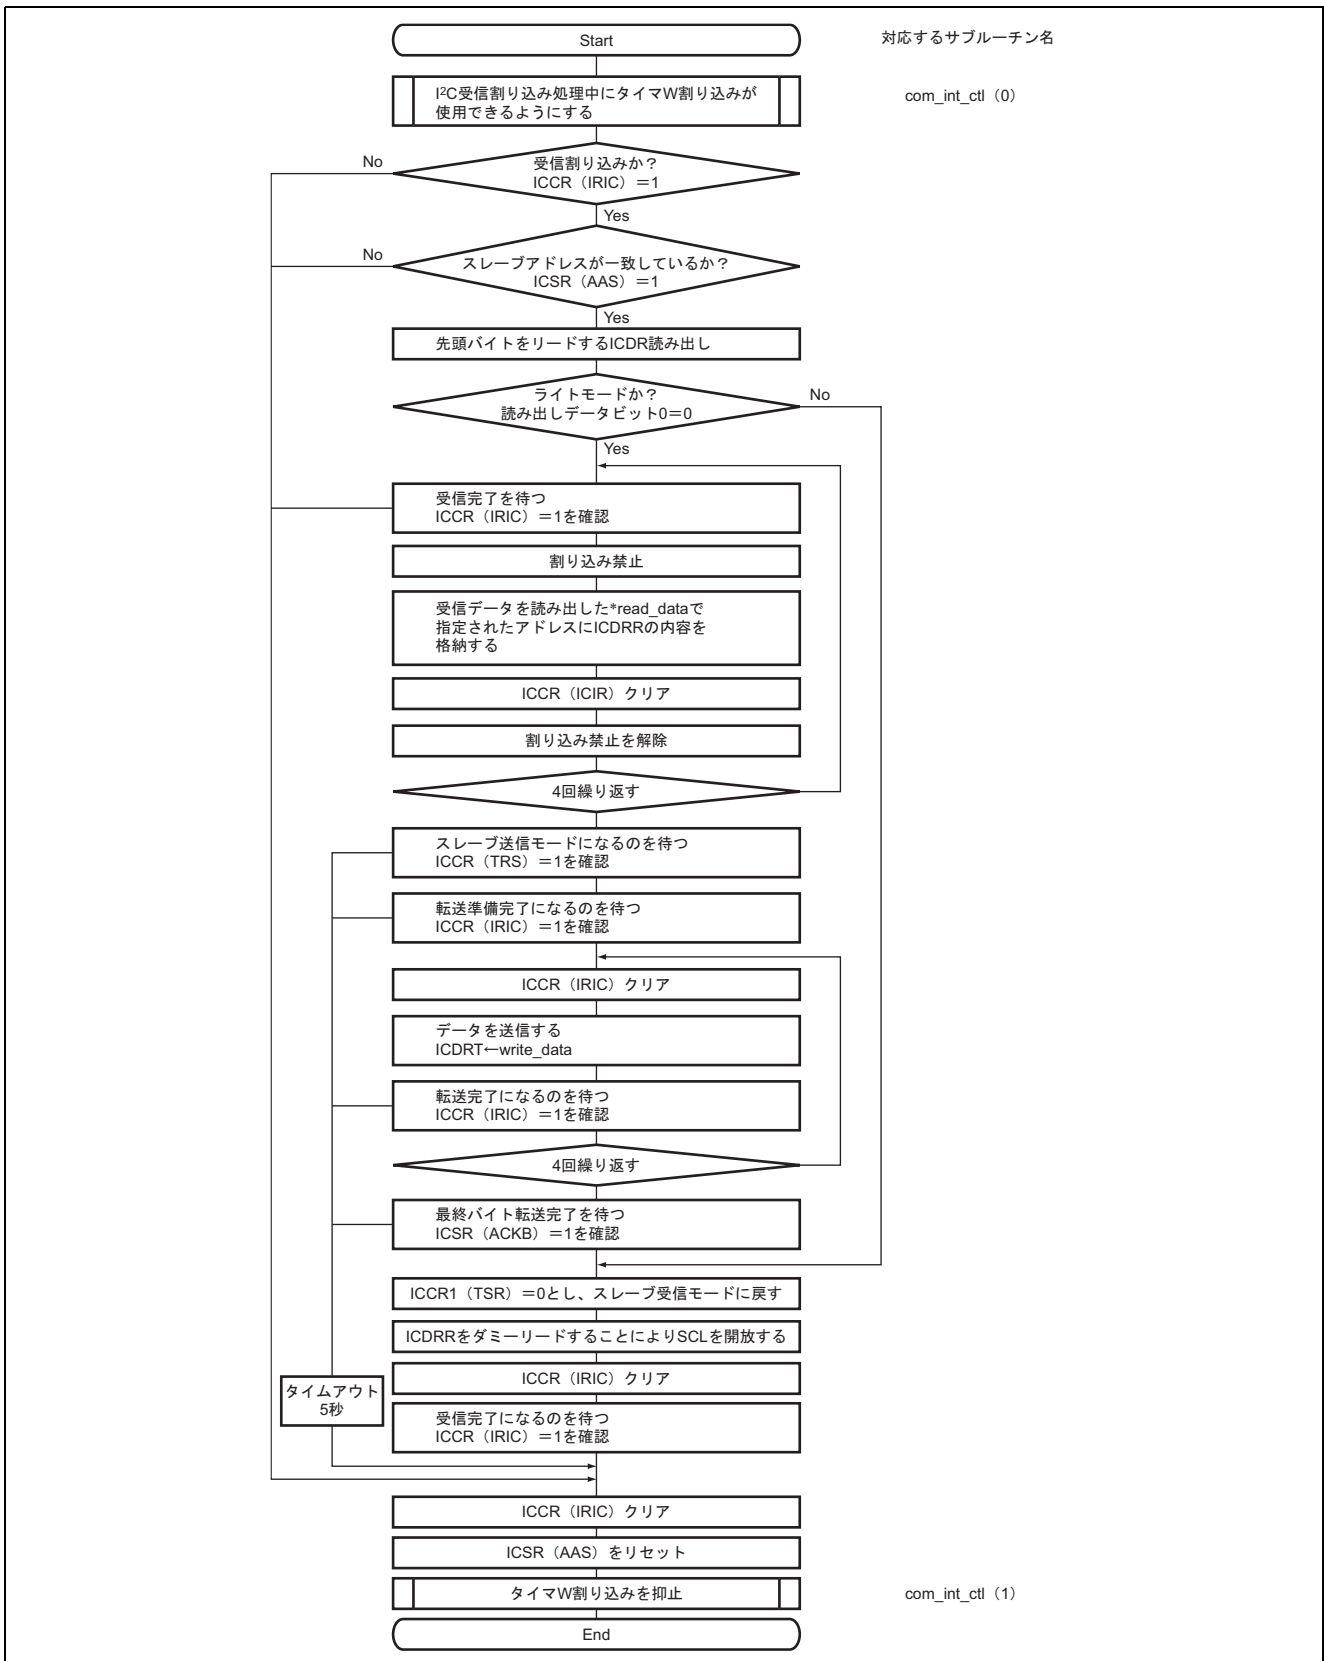 Start
対応するサブルーチン名
I²C受信割り込み処理中にタイマW割り込みが
使用できるようにする
com_int_ctl（0）
No
受信割り込みか？
ICCR（IRIC）＝1
Yes
No
スレーブアドレスが一致しているか？
ICSR（AAS）＝1
Yes
先頭バイトをリードするICDR読み出し
ライトモードか？
読み出しデータビット0＝0
No
Yes
受信完了を待つ
ICCR（IRIC）＝1を確認
割り込み禁止
受信データを読み出した*read_dataで
指定されたアドレスにICDRRの内容を
格納する
ICCR（ICIR）クリア
割り込み禁止を解除
4回繰り返す
スレーブ送信モードになるのを待つ
ICCR（TRS）＝1を確認
転送準備完了になるのを待つ
ICCR（IRIC）＝1を確認
ICCR（IRIC）クリア
データを送信する
ICDRT←write_data
転送完了になるのを待つ
ICCR（IRIC）＝1を確認
4回繰り返す
最終バイト転送完了を待つ
ICSR（ACKB）＝1を確認
ICCR1（TSR）＝0とし、スレーブ受信モードに戻す
ICDRRをダミーリードすることによりSCLを開放する
ICCR（IRIC）クリア
タイムアウト
5秒
受信完了になるのを待つ
ICCR（IRIC）＝1を確認
ICCR（IRIC）クリア
ICSR（AAS）をリセット
タイマW割り込みを抑止
com_int_ctl（1）
End